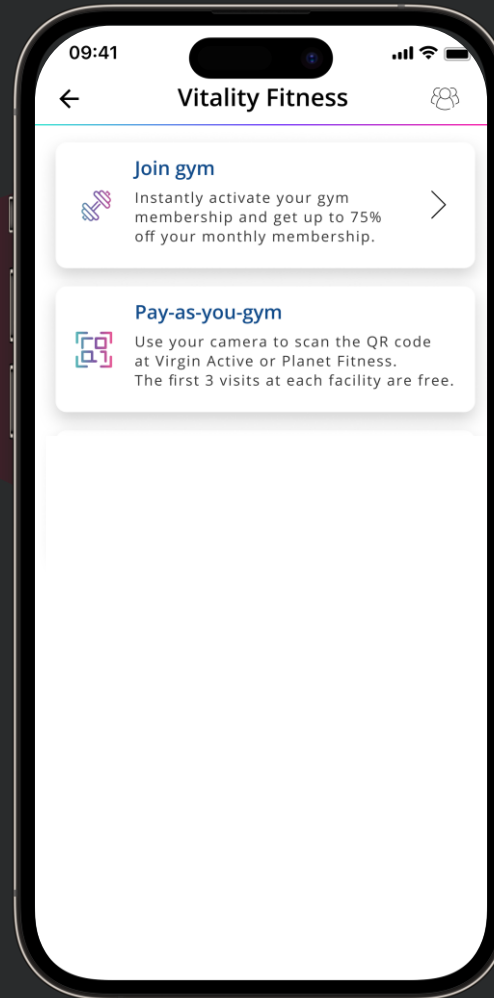 09:41
Vitality Fitness
Join gym
Instantly activate your gym
membership and get up to 75%
off your monthly membership.
Pay-as-you-gym
Use your camera to scan the QR code
at Virgin Active or Planet Fitness.
The first 3 visits at each facility are free.